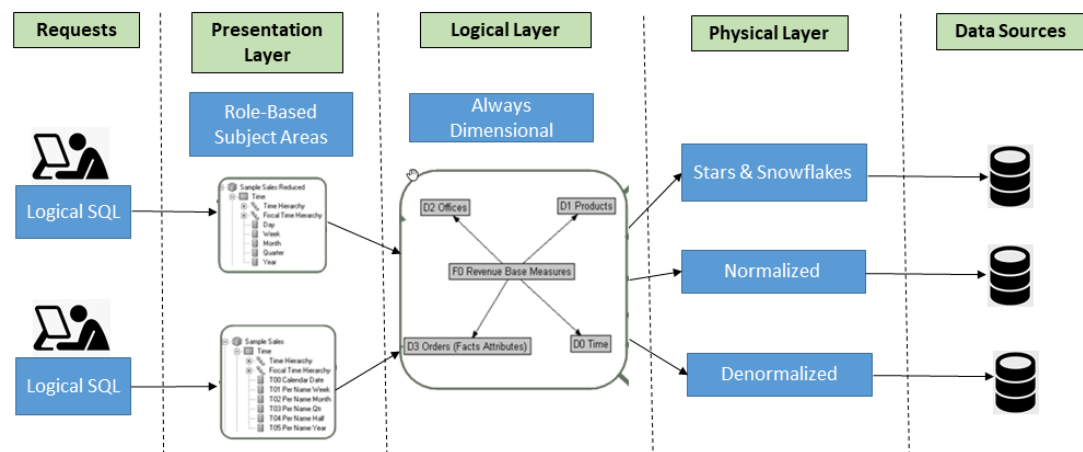 Requests
Presentation
Layer
Logical Layer
Physical Layer
Data Sources
Role-Based
Subject Areas
Always
Dimensional
Logical SQL
Sample Sales Reduced
Time
Time Hierarchy
Fiscal Time Hierarchy
Day
Week
Month
Quarter
Year
Logical SQL
Sample Sales
Time
Time Hierarchy
Fiscal Time Hierarchy
T00 Calendar Date
T01 Per Name Week
T02 Per Name Month
T03 Per Name Qtr
T04 Per Name Half
T05 Per Name Year
D2 Offices
D1 Products
F0 Revenue Base Measures
D3 Orders (Facts Attributes)
D0 Time
Stars & Snowflakes
Normalized
Denormalized